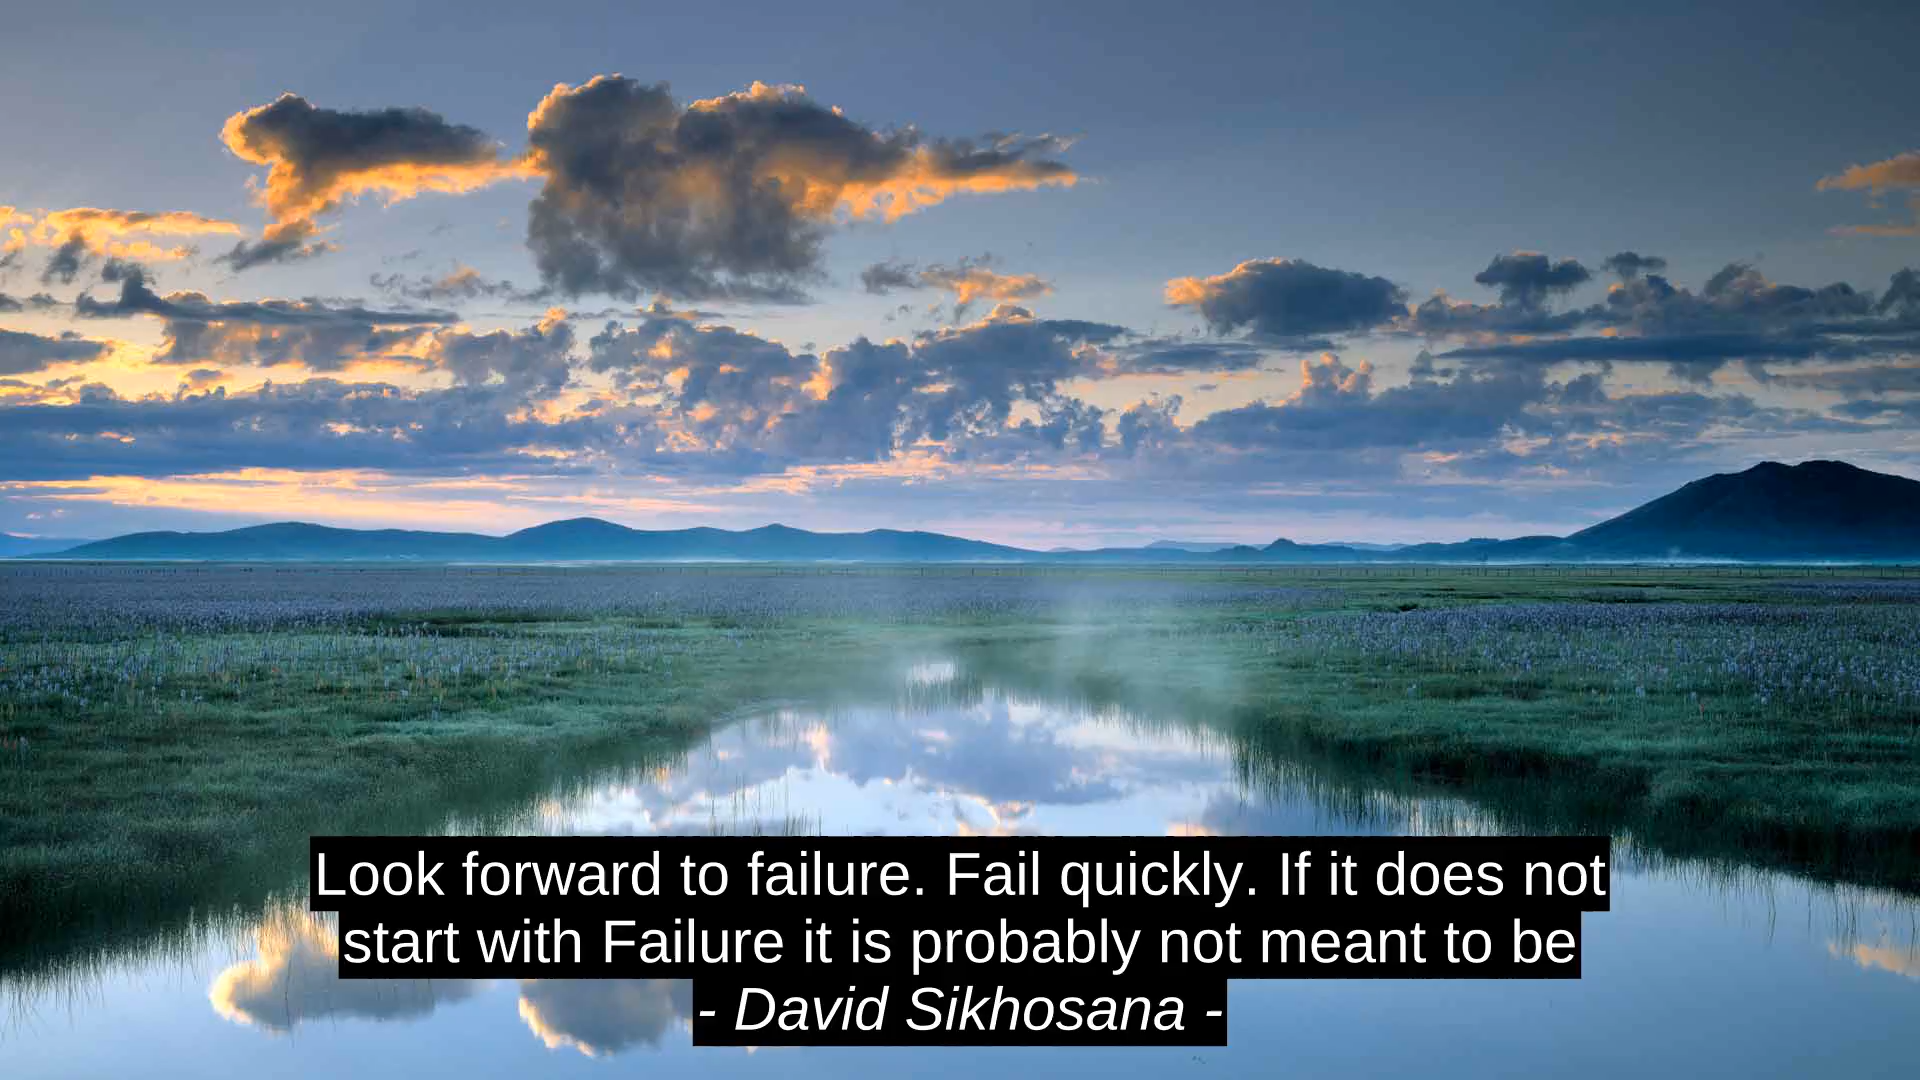 Look forward to failure. Fail quickly. If it does not
start with Failure it is probably not meant to be
- David Sikhosana -